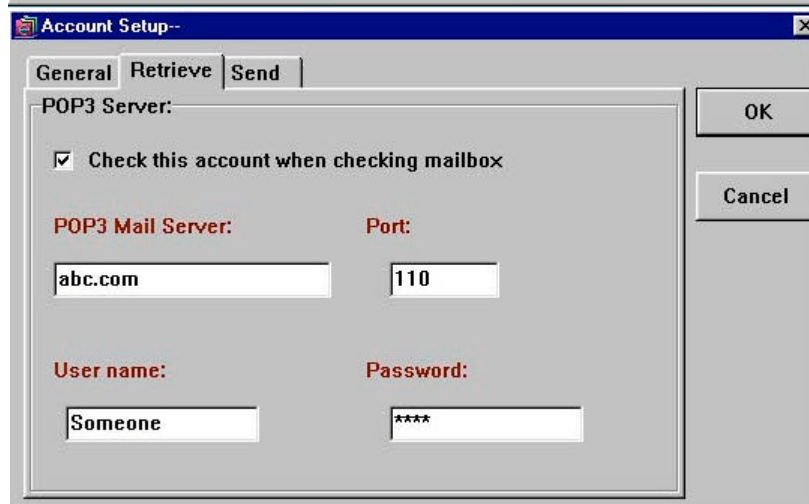 Account Setup--
General Retrieve Send
POP3 Server:
OK
Check this account when checking mailbox
Cancel
POP3 Mail Server: Port:
abc.com 110
User name: Password:
Someone ****